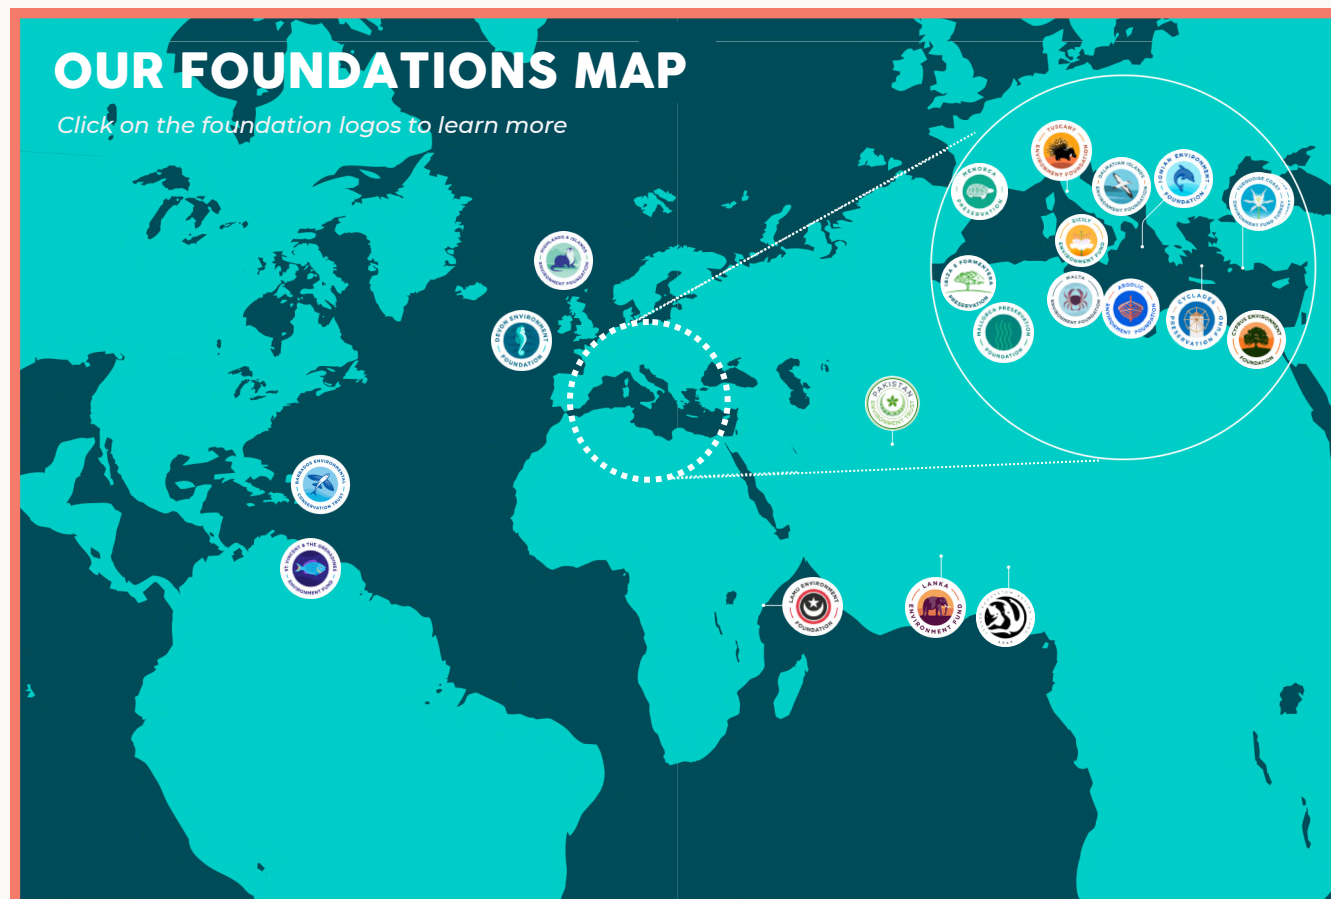 OUR FOUNDATIONS MAP
Click on the foundation logos to learn more
TUSCANY
ENVIRONMENT FOUNDATION
MENORCA
PRESERVATION
DALMATIAN ISLANDS
ENVIRONMENT FOUNDATION
IONIAN ENVIRONMENT
FOUNDATION
TURQUOISE COAST
ENVIRONMENT FUND TURKEY
SICILY
ENVIRONMENT FUND
HIGHLANDS & ISLANDS
ENVIRONMENT FOUNDATION
IBIZA & FORMENTERA
PRESERVATION
MALTA
ENVIRONMENT FOUNDATION
ARGOLIC
ENVIRONMENT FOUNDATION
CYCLADES
PRESERVATION FUND
MALLORCA PRESERVATION
FOUNDATION
CYPRUS ENVIRONMENT
FOUNDATION
DEVON ENVIRONMENT
FOUNDATION
PAKISTAN
ENVIRONMENT TRUST
BARBADOS ENVIRONMENTAL
CONSERVATION TRUST
ST. VINCENT & THE GRENADINES
ENVIRONMENT FUND
LAMU ENVIRONMENT
FOUNDATION
LANKA
ENVIRONMENT FUND